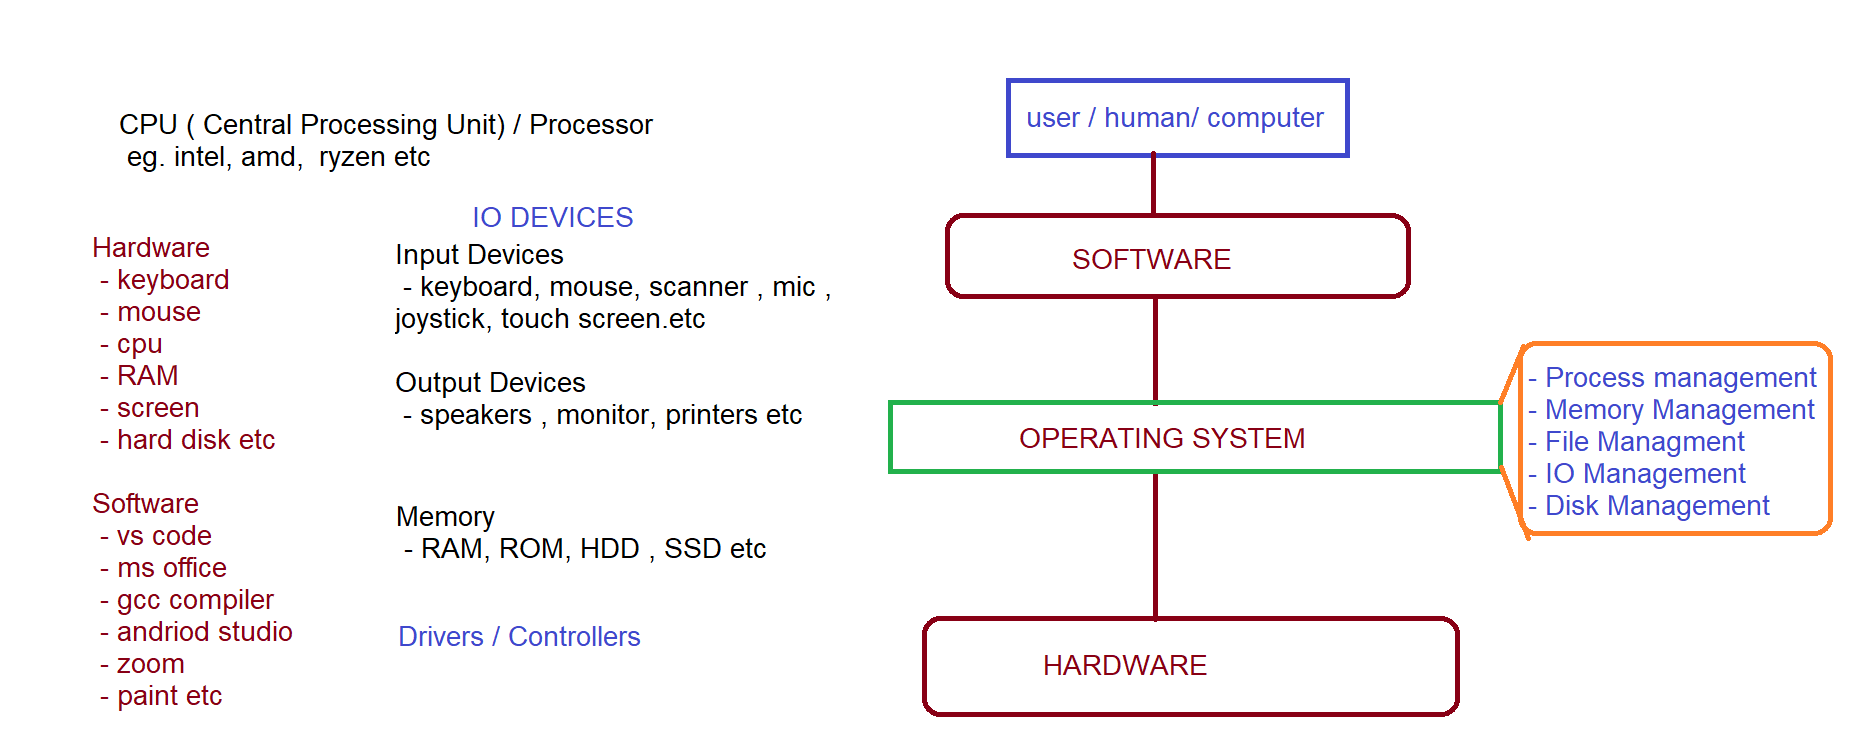 CPU ( Central Processing Unit) / Processor
eg. intel, amd, ryzen etc
Hardware
- keyboard
- mouse
- cpu
- RAM
- screen
- hard disk etc
Software
- vs code
- ms office
- gcc compiler
- andriod studio
- zoom
- paint etc
IO DEVICES
Input Devices
- keyboard, mouse, scanner , mic ,
joystick, touch screen.etc
Output Devices
- speakers , monitor, printers etc
Memory
- RAM, ROM, HDD , SSD etc
Drivers / Controllers
user / human/ computer
SOFTWARE
OPERATING SYSTEM
- Process management
- Memory Management
- File Managment
- IO Management
- Disk Management
HARDWARE